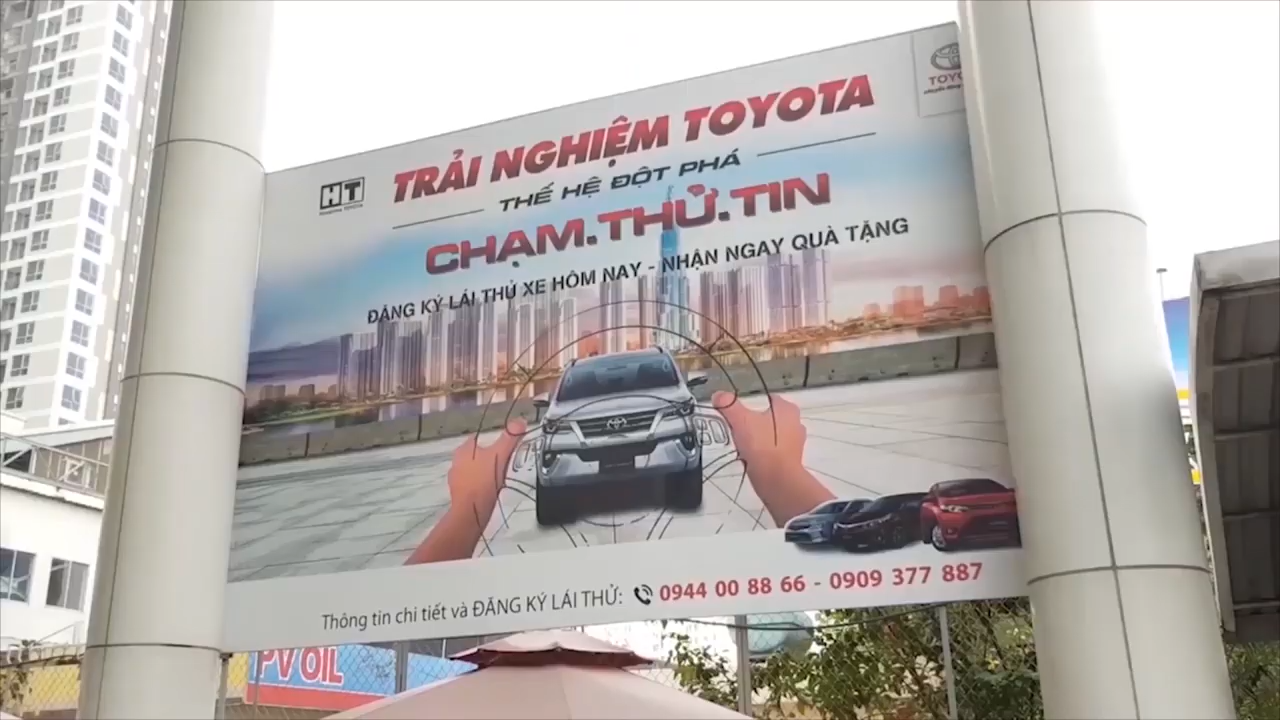 TRẢI NGHIỆM TOYOTA
THẾ HỆ ĐỘT PHÁ
CHẠM.THỬ.TIN
ĐĂNG KÝ LÁI THỬ XE HÔM NAY - NHẬN NGAY QUÀ TẶNG
HT
Thông tin chi tiết và ĐĂNG KÝ LÁI THỬ: 0944 00 88 66 - 0909 377 887
PV OIL